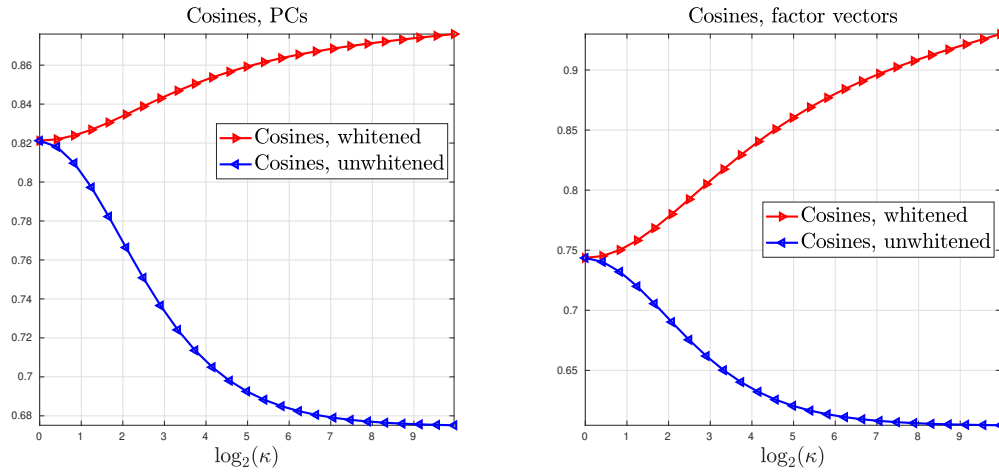 Cosines, PCs
0.86
0.84
0.82
0.8
0.78
0.76
0.74
0.72
0.7
0.68
Cosines, whitened
Cosines, unwhitened
0 1 2 3 4 5 6 7 8 9
log₂(κ)
Cosines, factor vectors
0.9
0.85
0.8
0.75
0.7
0.65
Cosines, whitened
Cosines, unwhitened
0 1 2 3 4 5 6 7 8 9
log₂(κ)